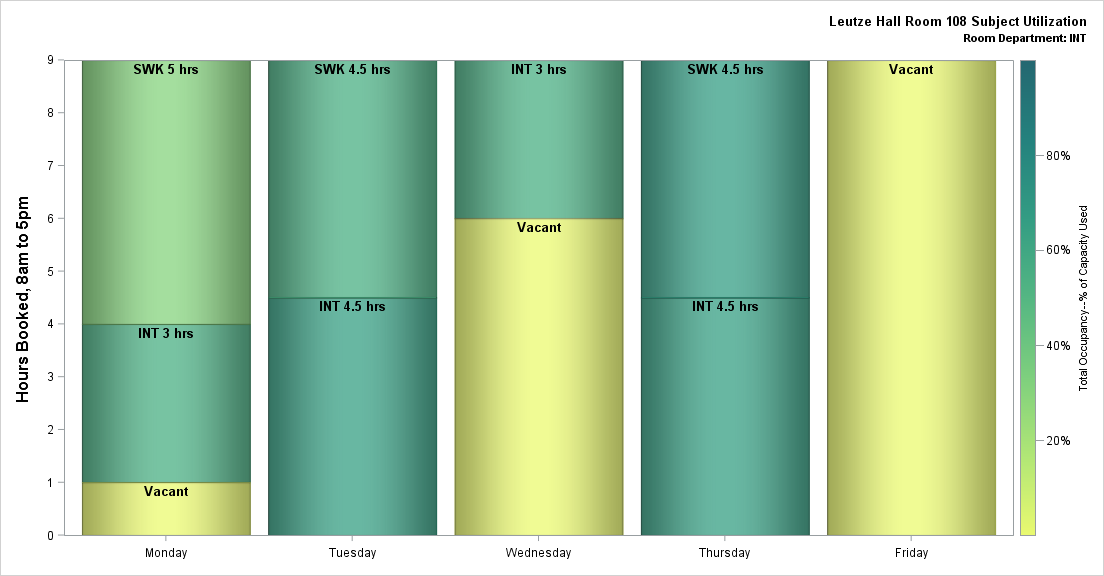 Leutze Hall Room 108 Subject Utilization
Room Department: INT
Hours Booked, 8am to 5pm
9
8
7
6
5
4
3
2
1
0
SWK 5 hrs
INT 3 hrs
Vacant
SWK 4.5 hrs
INT 4.5 hrs
INT 3 hrs
Vacant
SWK 4.5 hrs
INT 4.5 hrs
Vacant
Monday
Tuesday
Wednesday
Thursday
Friday
80%
60%
40%
20%
Total Occupancy--% of Capacity Used